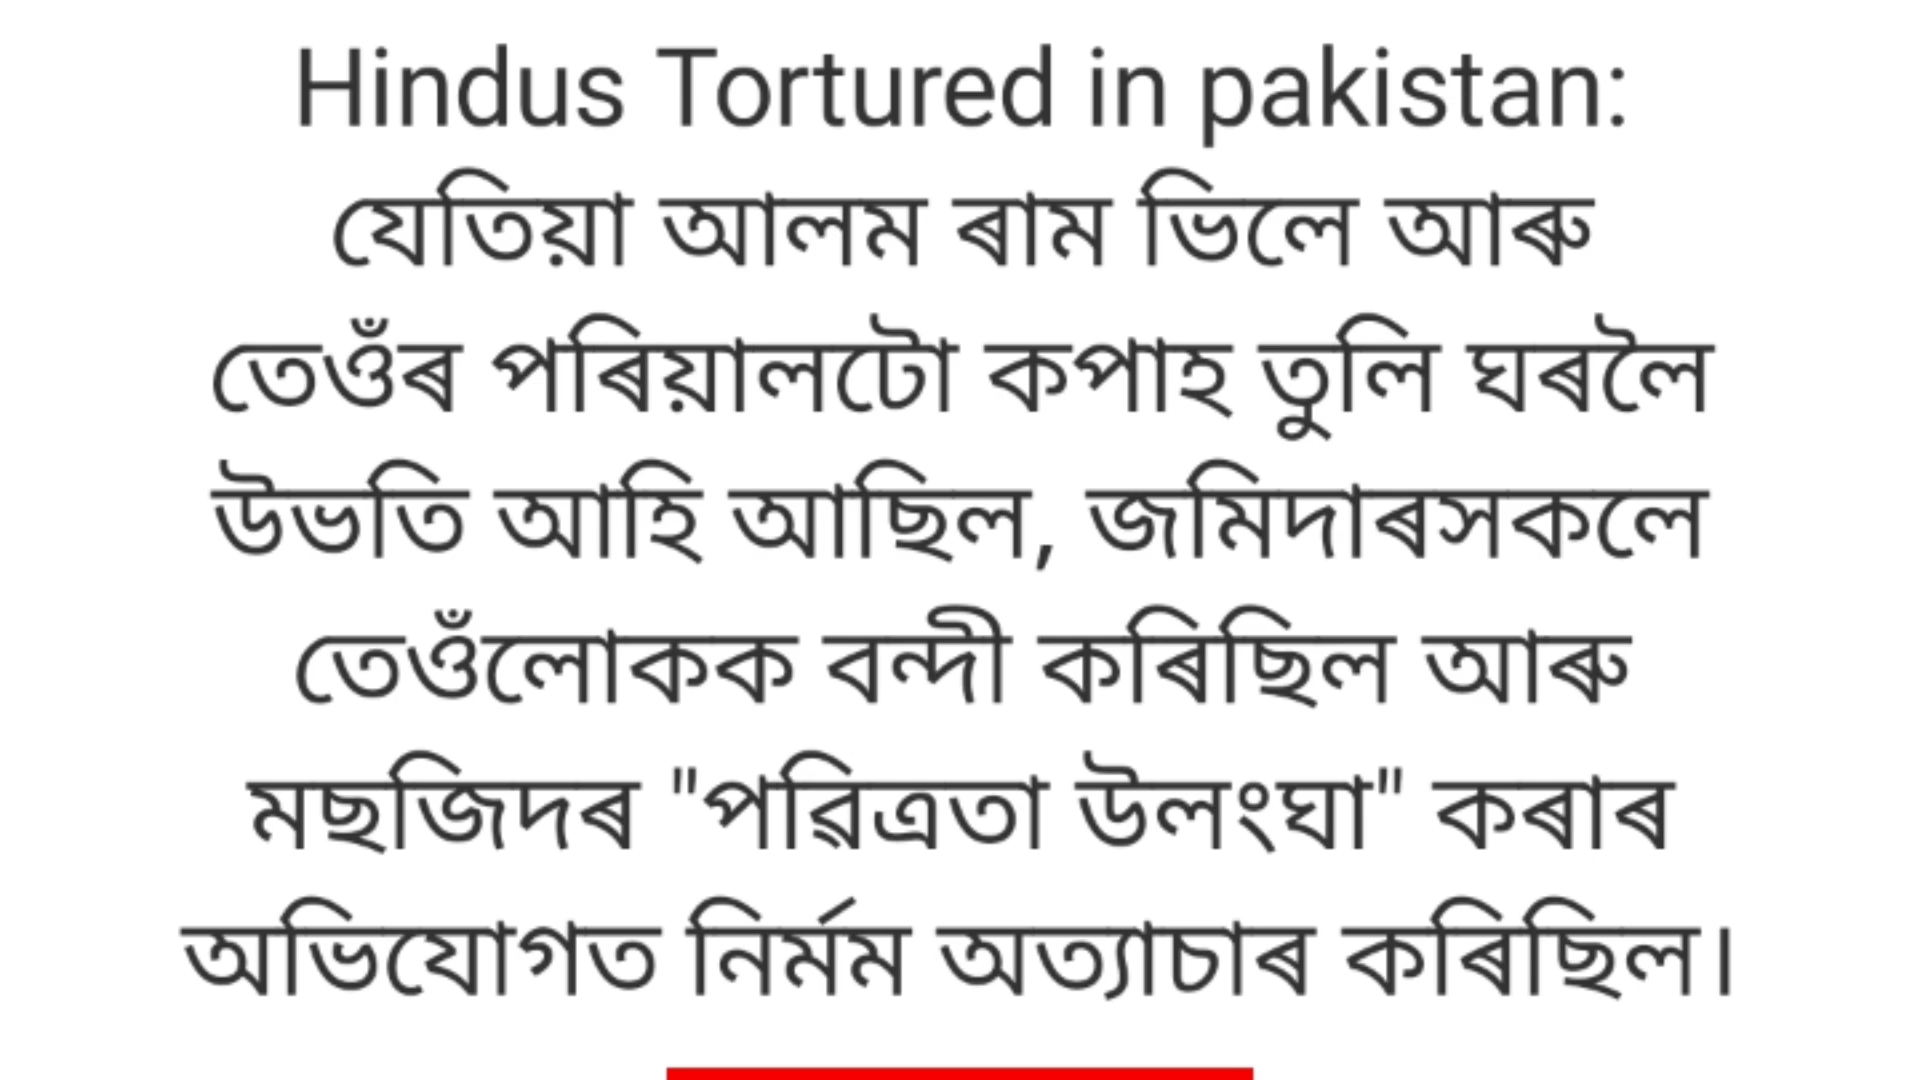 Hindus Tortured in pakistan:
যেতিয়া আলম ৰাম ভিলে আৰু
তেওঁৰ পৰিয়ালটো কপাহ তুলি ঘৰলৈ
উভতি আহি আছিল, জমিদাৰসকলে
তেওঁলোকক বন্দী কৰিছিল আৰু
মছজিদৰ "পৱিত্ৰতা উলংঘা" কৰাৰ
অভিযোগত নিৰ্মম অত্যাচাৰ কৰিছিল।